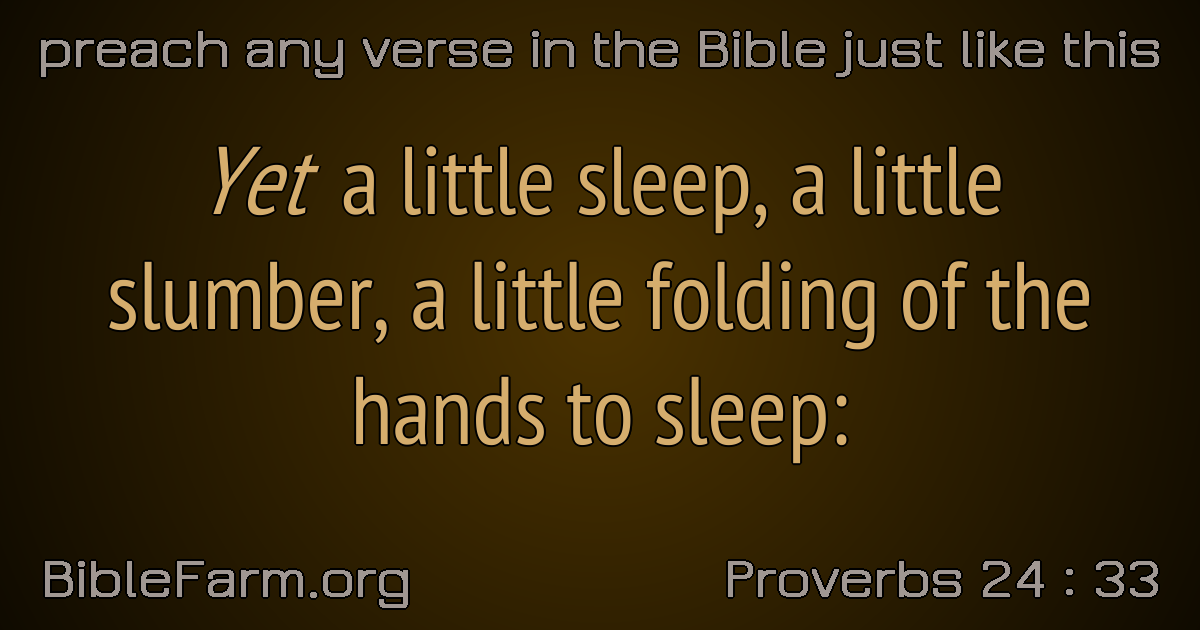 preach any verse in the Bible just like this
Yet a little sleep, a little
slumber, a little folding of the
hands to sleep:
BibleFarm.org
Proverbs 24 : 33